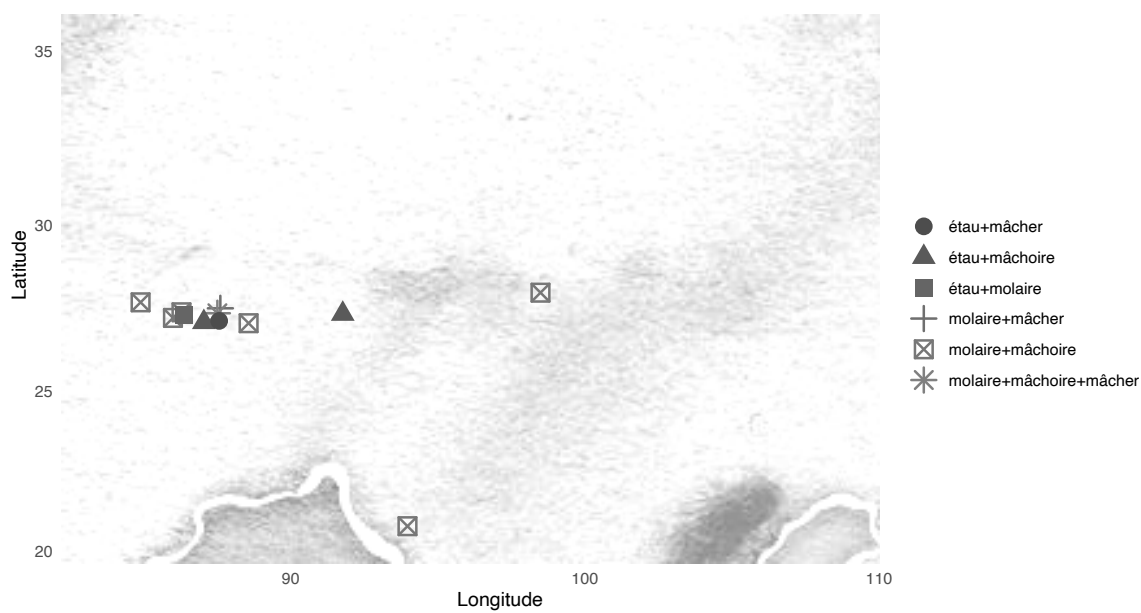 35
30
25
20
Latitude
90
100
110
Longitude
étau+mâcher
étau+mâchoire
étau+molaire
molaire+mâcher
molaire+mâchoire
molaire+mâchoire+mâcher